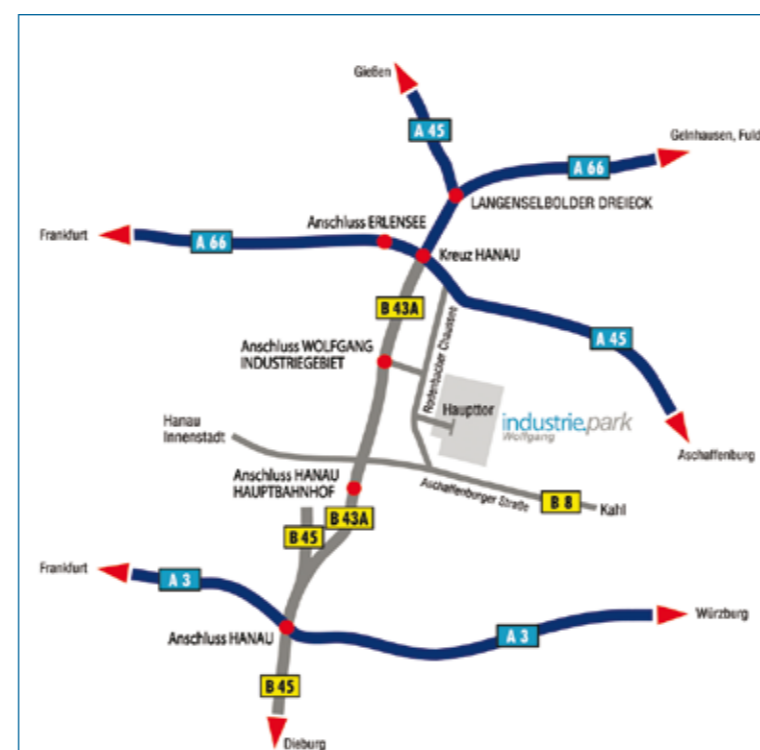 Gießen
A 45
Gelnhausen, Fuld
A 66
LANGENSELBOLDER DREIECK
Anschluss ERLENSEE
Frankfurt
A 66
Kreuz HANAU
B 43A
Rodenbacher Chaussee
A 45
Anschluss WOLFGANG
INDUSTRIEGEBIET
Haupttor
industrie.park
Wolfgang
Hanau
Innenstadt
Aschaffenburg
Anschluss HANAU
HAUPTBAHNHOF
Aschaffenburger Straße
B 8
Kahl
B 43A
B 45
Frankfurt
A 3
Würzburg
Anschluss HANAU
A 3
B 45
Dieburg